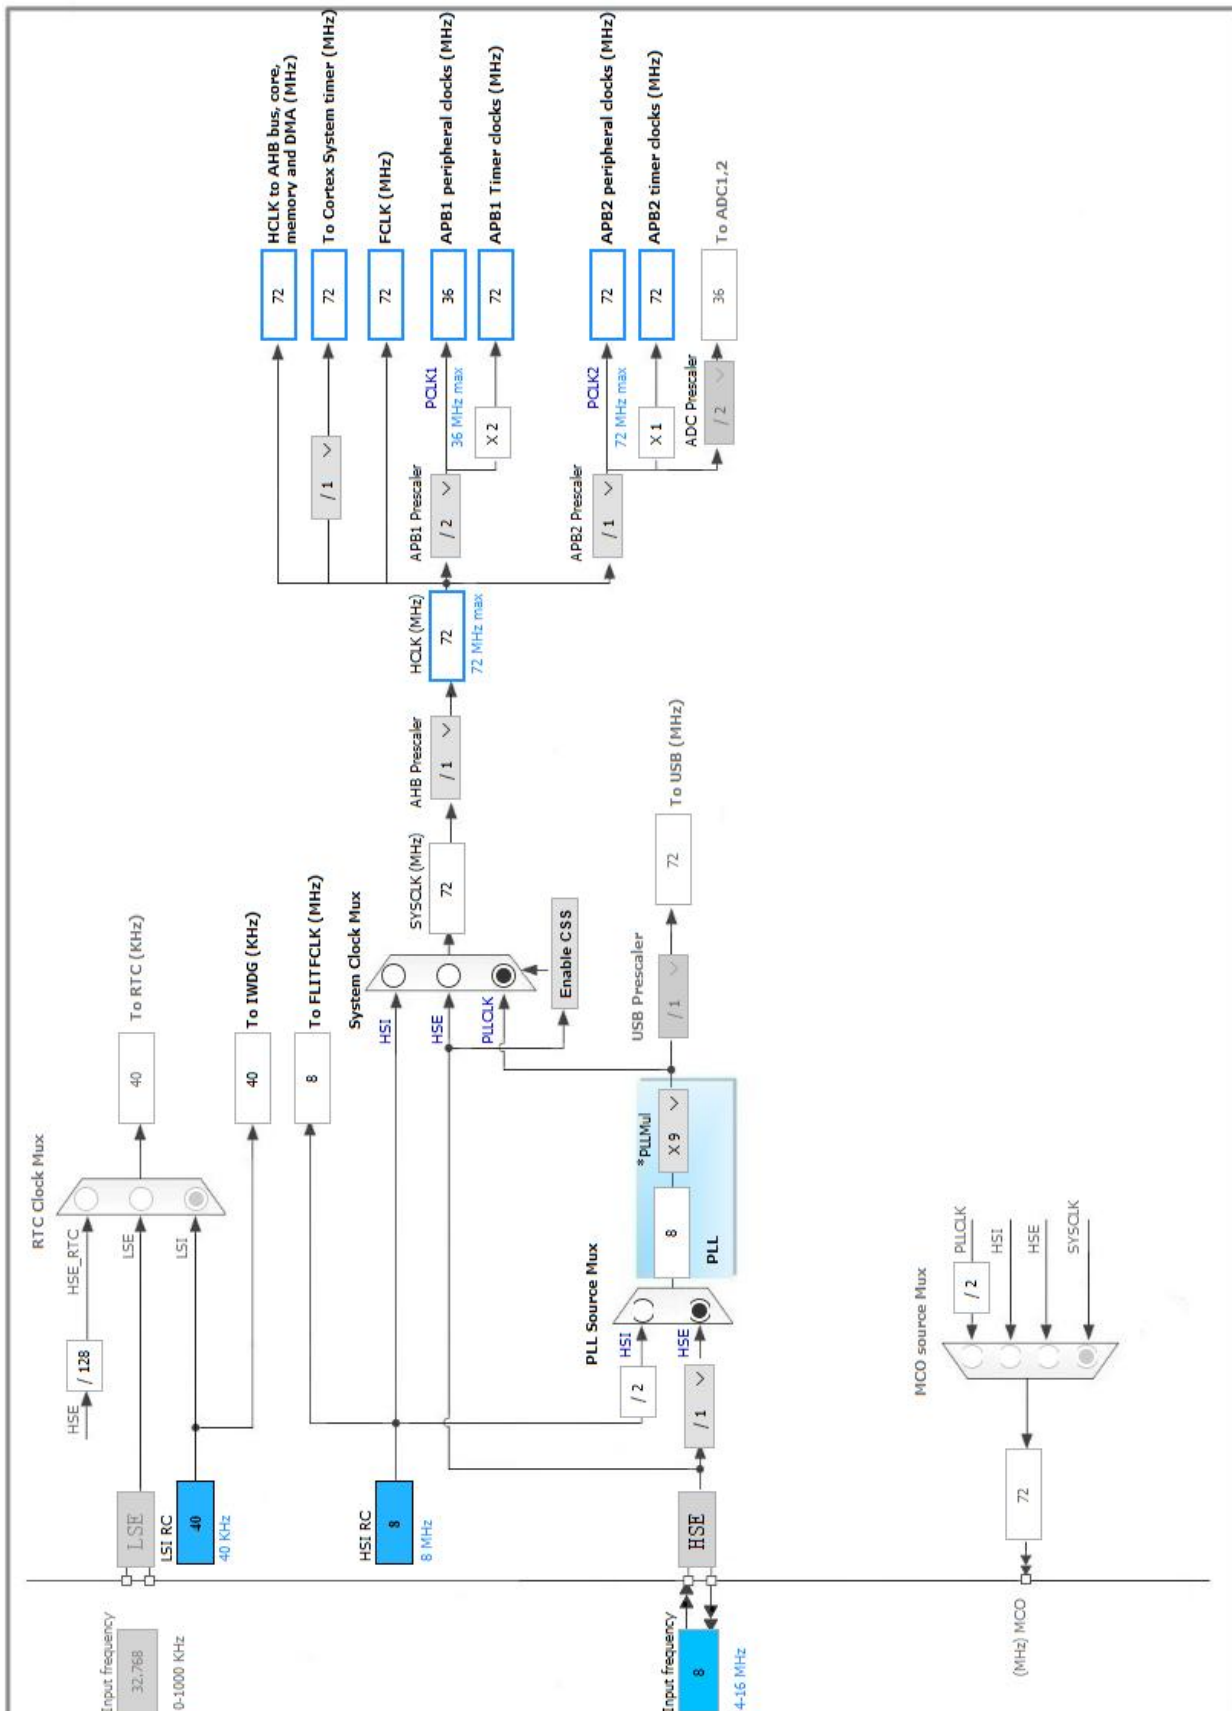 RTC Clock Mux
HSE
/ 128
HSE_RTC
LSE
LSI
40
To RTC (KHz)
Input frequency
32.768
0-1000 KHz
LSE
LSI RC
40
40 KHz
40
To IWDG (KHz)
8
To FLITFCLK (MHz)
HSI RC
8
8 MHz
System Clock Mux
HSI
HSE
PLLCLK
Enable CSS
SYSCLK (MHz)
72
AHB Prescaler
/ 1
HCLK (MHz)
72
72 MHz max
72
HCLK to AHB bus, core,
memory and DMA (MHz)
/ 1
72
To Cortex System timer (MHz)
72
FCLK (MHz)
APB1 Prescaler
/ 2
PCLK1
36 MHz max
36
APB1 peripheral clocks (MHz)
X 2
72
APB1 Timer clocks (MHz)
APB2 Prescaler
/ 1
PCLK2
72 MHz max
72
APB2 peripheral clocks (MHz)
X 1
72
APB2 timer clocks (MHz)
ADC Prescaler
/ 2
36
To ADC1,2
PLL Source Mux
/ 2
HSI
HSE
/ 1
8
*PLLMul
X 9
PLL
USB Prescaler
/ 1
72
To USB (MHz)
Input frequency
8
4-16 MHz
HSE
MCO source Mux
PLLCLK
/ 2
HSI
HSE
SYSCLK
72
(MHz) MCO